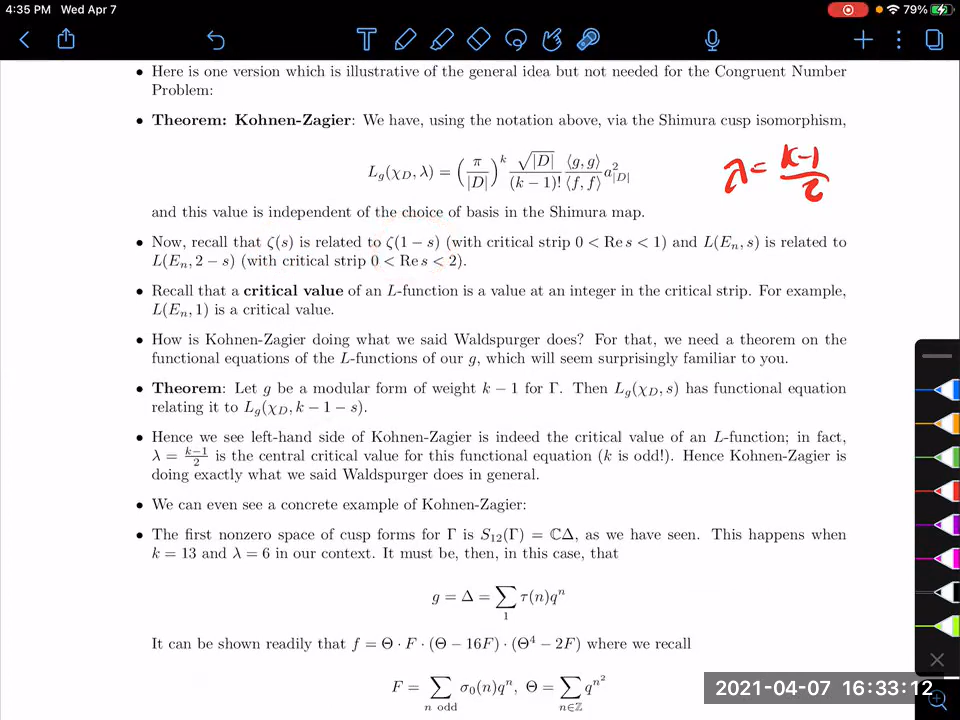 4:35 PM Wed Apr 7
79%
• Here is one version which is illustrative of the general idea but not needed for the Congruent Number
Problem:
• Theorem: Kohnen-Zagier: We have, using the notation above, via the Shimura cusp isomorphism,
L_g(χ_D, λ) = (π/|D|)^k √|D|/(k − 1)! ⟨g, g⟩/⟨f, f⟩ a²_{|D|}
λ = k-1/2
and this value is independent of the choice of basis in the Shimura map.
• Now, recall that ζ(s) is related to ζ(1 − s) (with critical strip 0 < Re s < 1) and L(E_n, s) is related to
L(E_n, 2 − s) (with critical strip 0 < Re s < 2).
• Recall that a critical value of an L-function is a value at an integer in the critical strip. For example,
L(E_n, 1) is a critical value.
• How is Kohnen-Zagier doing what we said Waldspurger does? For that, we need a theorem on the
functional equations of the L-functions of our g, which will seem surprisingly familiar to you.
• Theorem: Let g be a modular form of weight k − 1 for Γ. Then L_g(χ_D, s) has functional equation
relating it to L_g(χ_D, k − 1 − s).
• Hence we see left-hand side of Kohnen-Zagier is indeed the critical value of an L-function; in fact,
λ = k−1/2 is the central critical value for this functional equation (k is odd!). Hence Kohnen-Zagier is
doing exactly what we said Waldspurger does in general.
• We can even see a concrete example of Kohnen-Zagier:
• The first nonzero space of cusp forms for Γ is S₁₂(Γ) = ℂΔ, as we have seen. This happens when
k = 13 and λ = 6 in our context. It must be, then, in this case, that
g = Δ = ∑_1 τ(n)q^n
It can be shown readily that f = Θ · F · (Θ − 16F) · (Θ⁴ − 2F) where we recall
F = ∑_{n odd} σ₀(n)q^n, Θ = ∑_{n∈ℤ} q^{n²}
2021-04-07 16:33:12